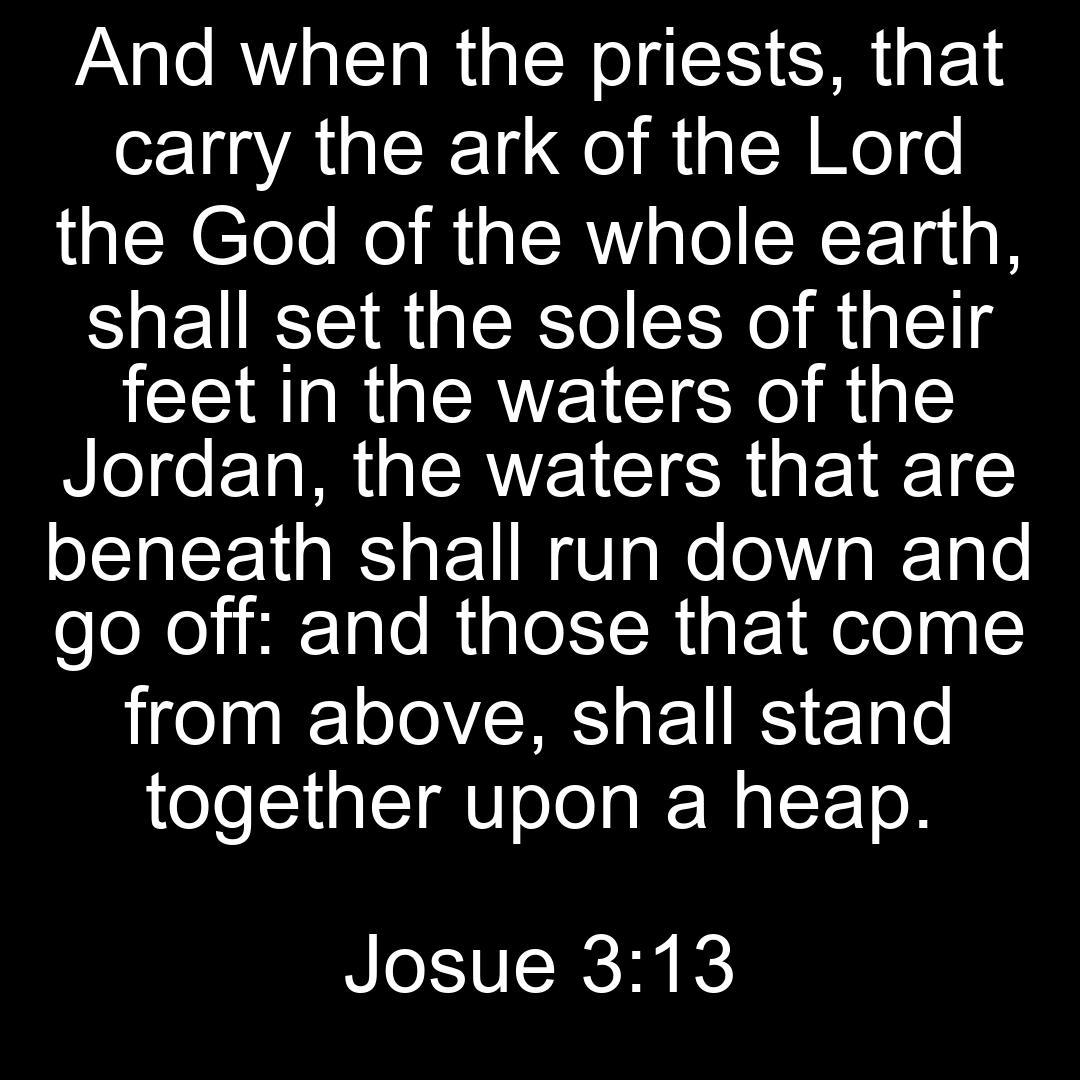 And when the priests, that
carry the ark of the Lord
the God of the whole earth,
shall set the soles of their
feet in the waters of the
Jordan, the waters that are
beneath shall run down and
go off: and those that come
from above, shall stand
together upon a heap.
Josue 3:13